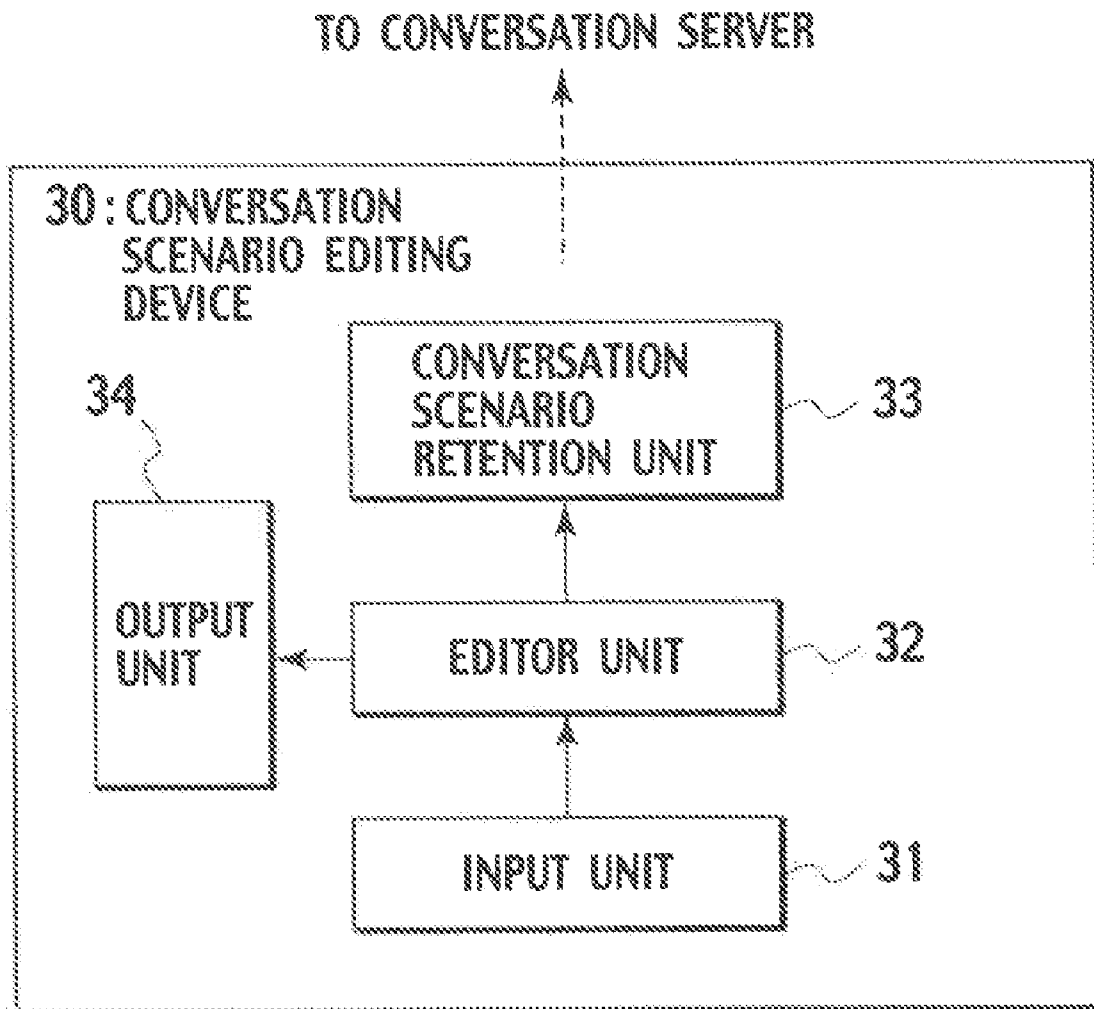 TO CONVERSATION SERVER
30 : CONVERSATION
SCENARIO EDITING
DEVICE
CONVERSATION
SCENARIO
RETENTION UNIT
33
34
OUTPUT
UNIT
EDITOR UNIT
32
INPUT UNIT
31